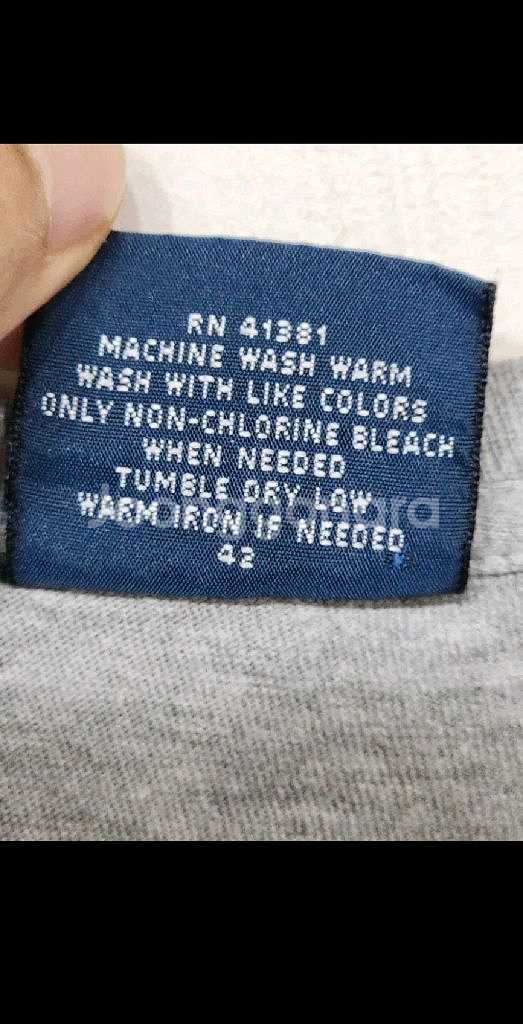 RN 41381
MACHINE WASH WARM
WASH WITH LIKE COLORS
ONLY NON-CHLORINE BLEACH
WHEN NEEDED
TUMBLE DRY LOW
WARM IRON IF NEEDED
42